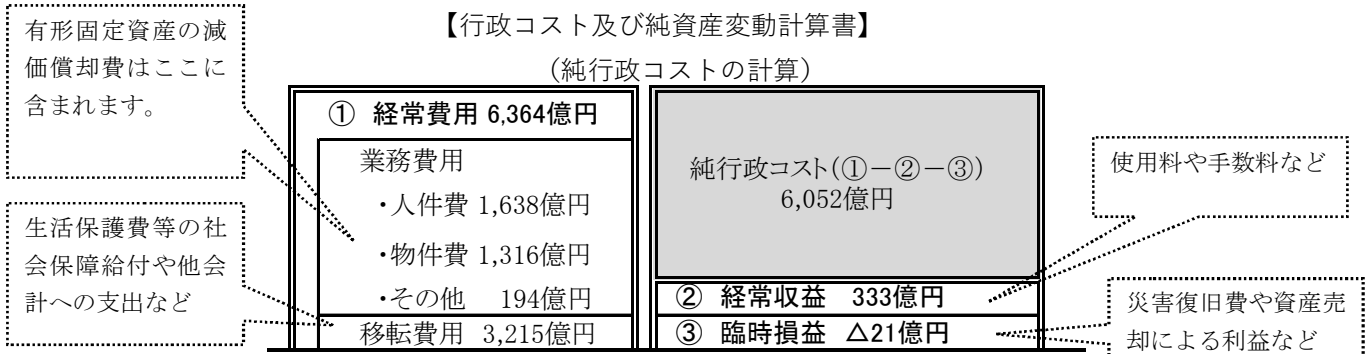 【行政コスト及び純資産変動計算書】
(純行政コストの計算)
有形固定資産の減
価償却費はここに
含まれます。
生活保護費等の社
会保障給付や他会
計への支出など
① 経常費用 6,364億円
業務費用
・人件費 1,638億円
・物件費 1,316億円
・その他 194億円
移転費用 3,215億円
純行政コスト(①－②－③)
6,052億円
② 経常収益 333億円
③ 臨時損益 △21億円
使用料や手数料など
災害復旧費や資産売
却による利益など